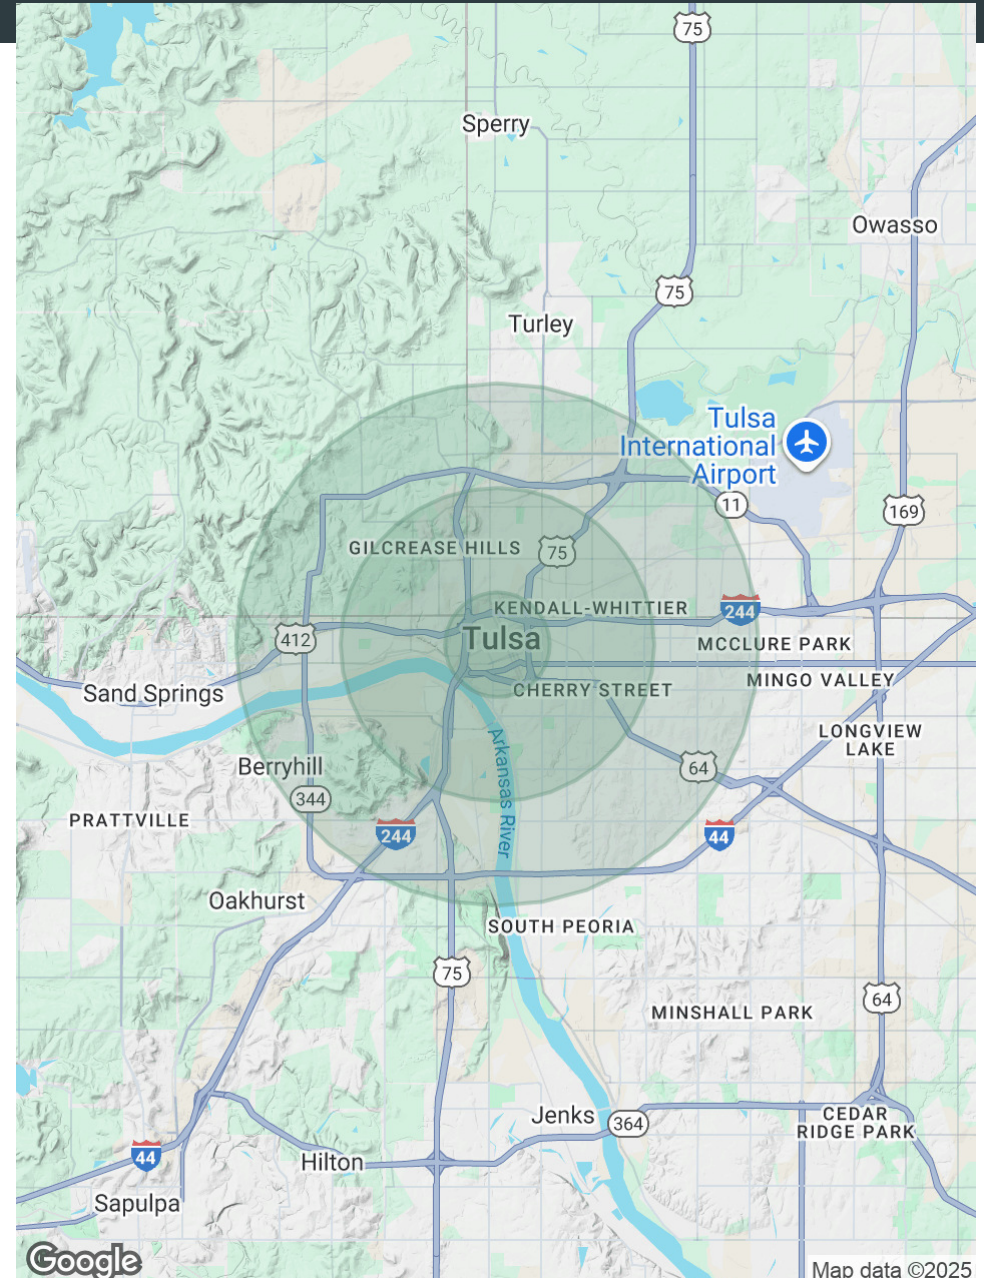 75
Sperry
Owasso
75
Turley
Tulsa
International
Airport
11
169
GILCREASE HILLS
75
KENDALL-WHITTIER
244
412
Tulsa
MCCLURE PARK
MINGO VALLEY
Sand Springs
CHERRY STREET
LONGVIEW
LAKE
Arkansas River
Berryhill
64
344
PRATTVILLE
244
44
Oakhurst
SOUTH PEORIA
75
64
MINSHALL PARK
Jenks
364
CEDAR
RIDGE PARK
44
Hilton
Sapulpa
Google
Map data ©2025